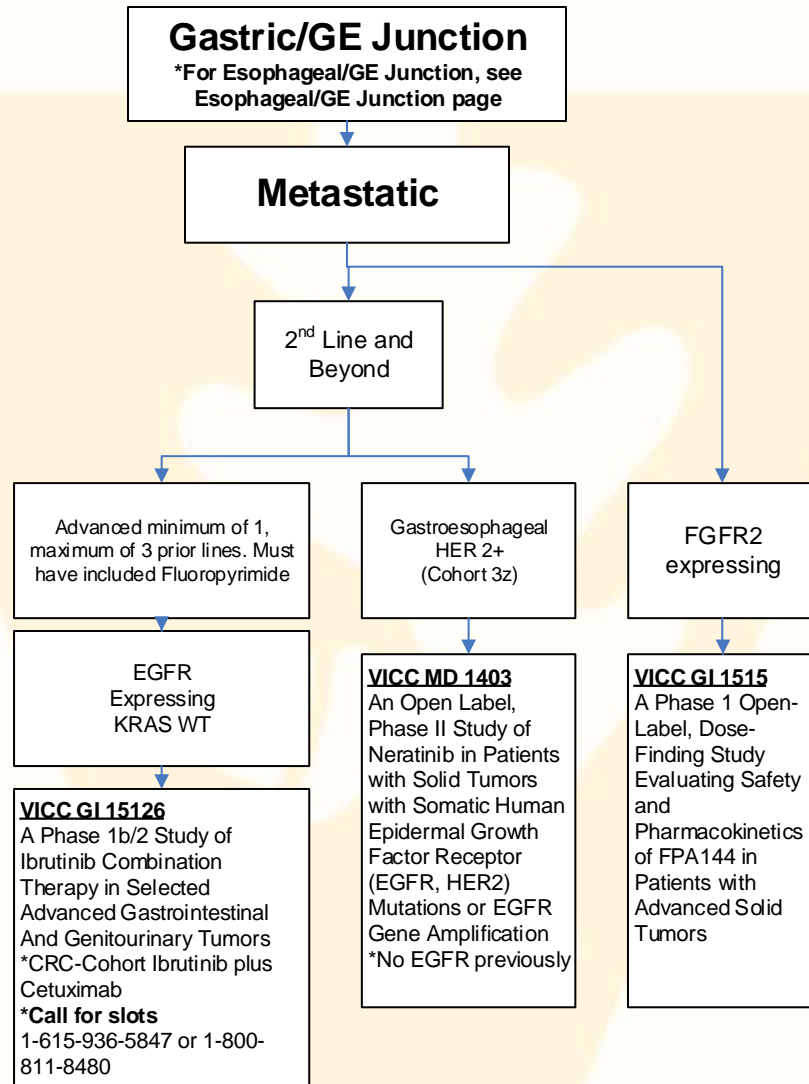 Gastric/GE Junction
*For Esophageal/GE Junction, see
Esophageal/GE Junction page
Metastatic
2nd Line and
Beyond
Advanced minimum of 1,
maximum of 3 prior lines. Must
have included Fluoropyrimide
Gastroesophageal
HER 2+
(Cohort 3z)
FGFR2
expressing
EGFR
Expressing
KRAS WT
VICC MD 1403
An Open Label,
Phase II Study of
Neratinib in Patients
with Solid Tumors
with Somatic Human
Epidermal Growth
Factor Receptor
(EGFR, HER2)
Mutations or EGFR
Gene Amplification
*No EGFR previously
VICC GI 1515
A Phase 1 Open-
Label, Dose-
Finding Study
Evaluating Safety
and
Pharmacokinetics
of FPA144 in
Patients with
Advanced Solid
Tumors
VICC GI 15126
A Phase 1b/2 Study of
Ibrutinib Combination
Therapy in Selected
Advanced Gastrointestinal
And Genitourinary Tumors
*CRC-Cohort Ibrutinib plus
Cetuximab
*Call for slots
1-615-936-5847 or 1-800-
811-8480